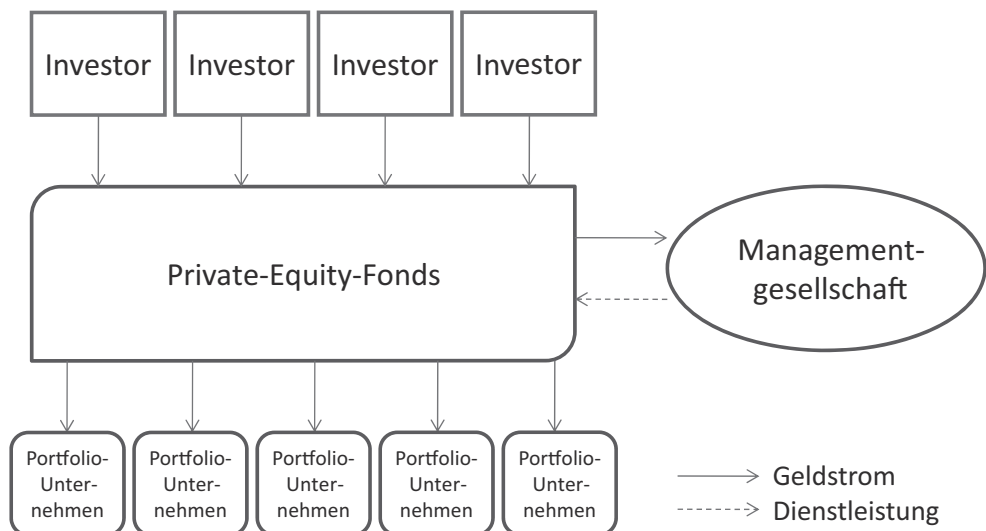 Investor Investor Investor Investor
Private-Equity-Fonds
Management-
gesellschaft
Portfolio-
Unter-
nehmen
Portfolio-
Unter-
nehmen
Portfolio-
Unter-
nehmen
Portfolio-
Unter-
nehmen
Portfolio-
Unter-
nehmen
Geldstrom
Dienstleistung